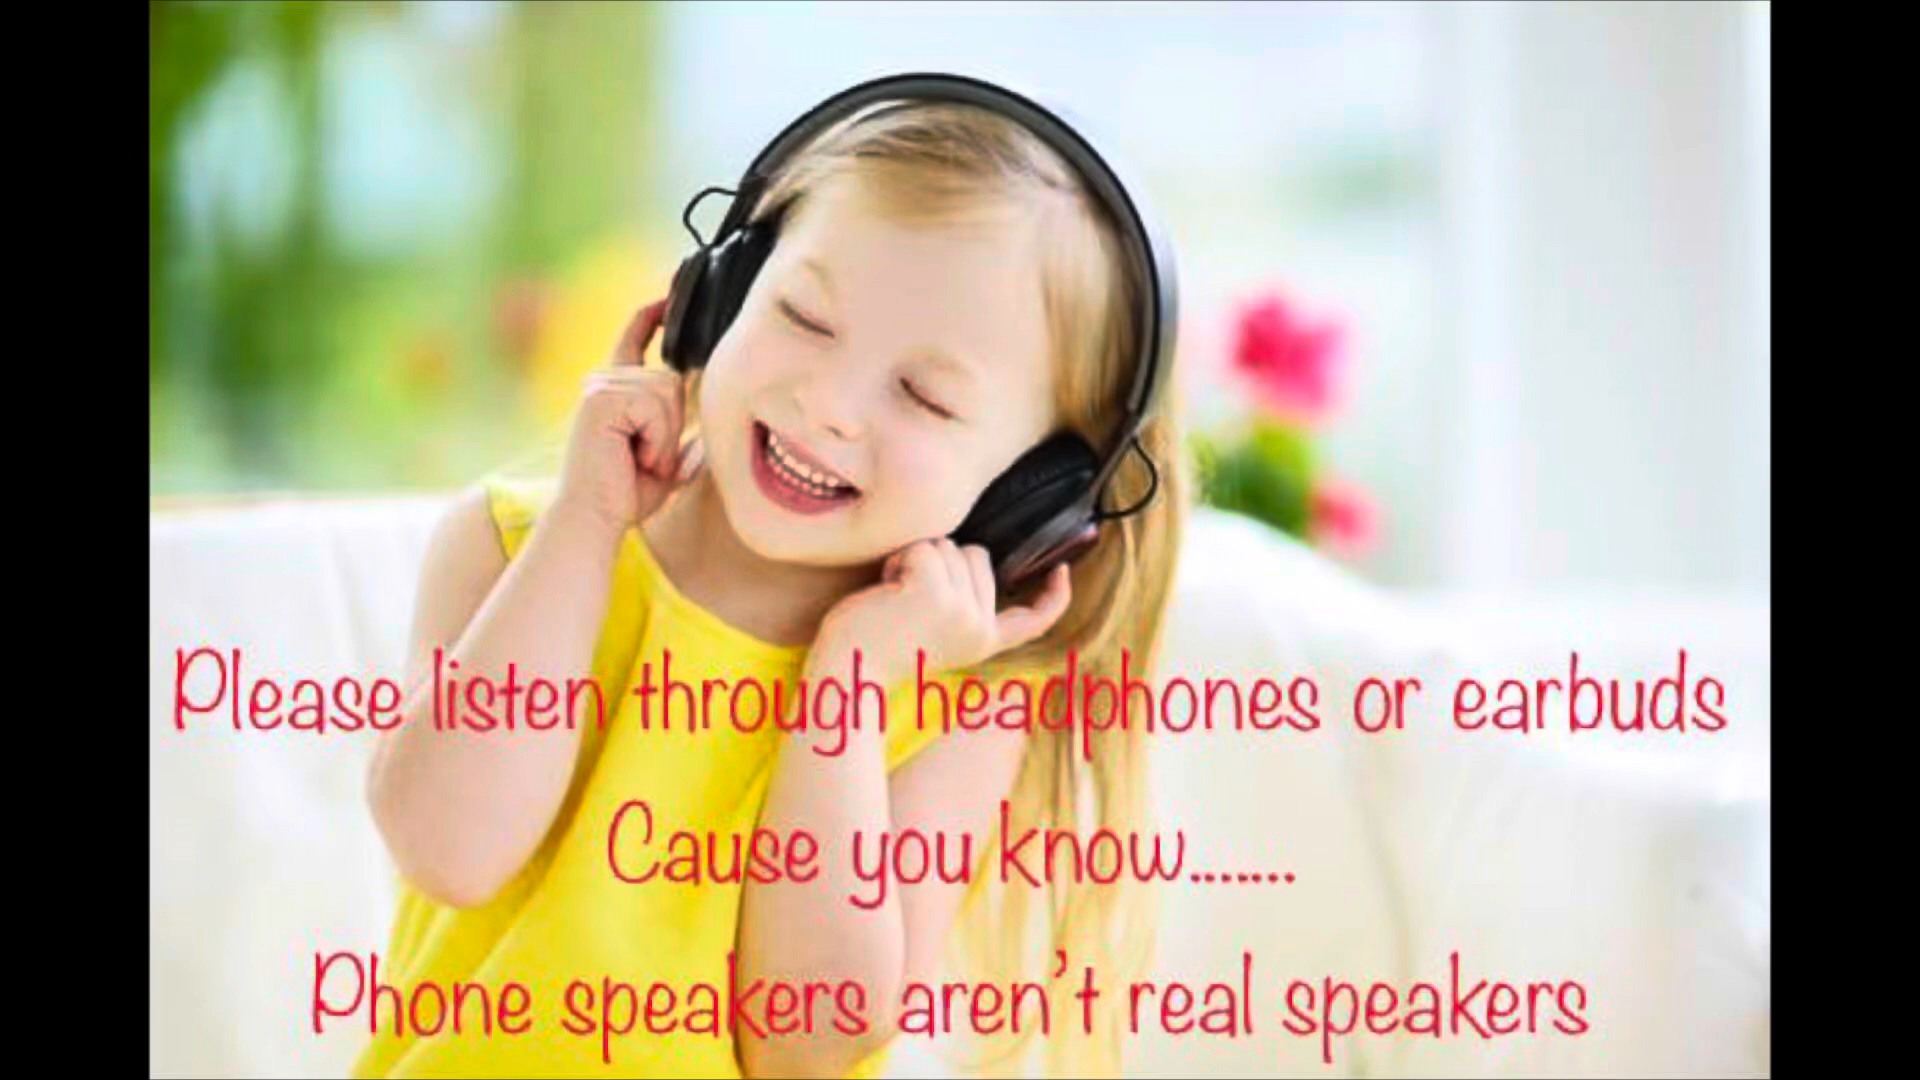 Please listen through headphones or earbuds
Cause you know.......
Phone speakers aren't real speakers